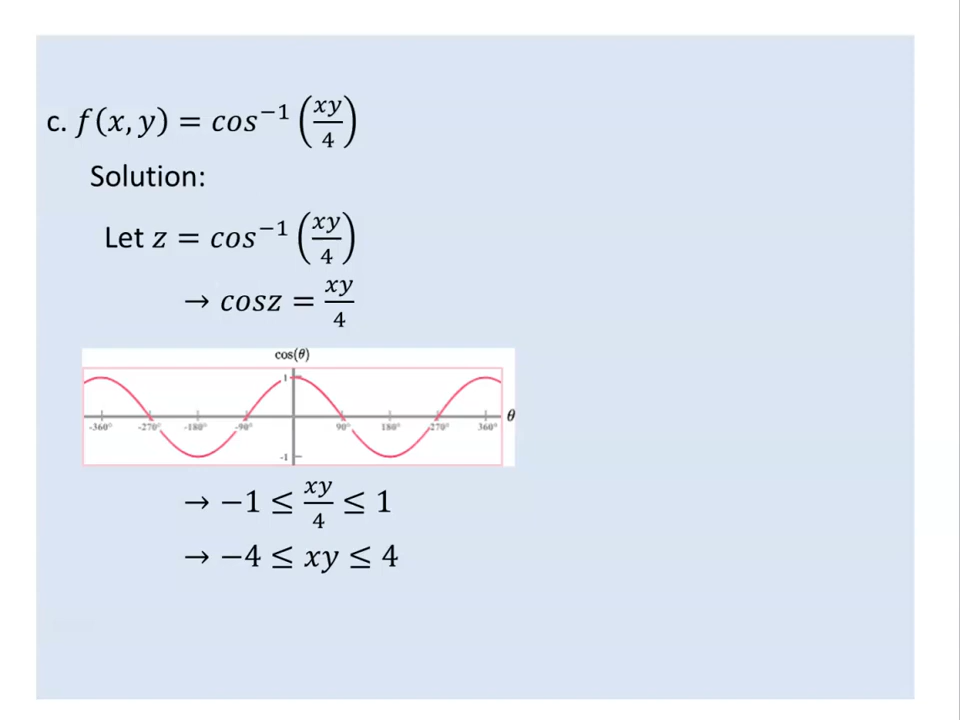 c. f(x, y) = cos⁻¹ (xy/4)
Solution:
Let z = cos⁻¹ (xy/4)
→ cosz = xy/4
cos(θ)
1
θ
-360° -270° -180° -90° 90° 180° 270° 360°
-1
→ −1 ≤ xy/4 ≤ 1
→ −4 ≤ xy ≤ 4